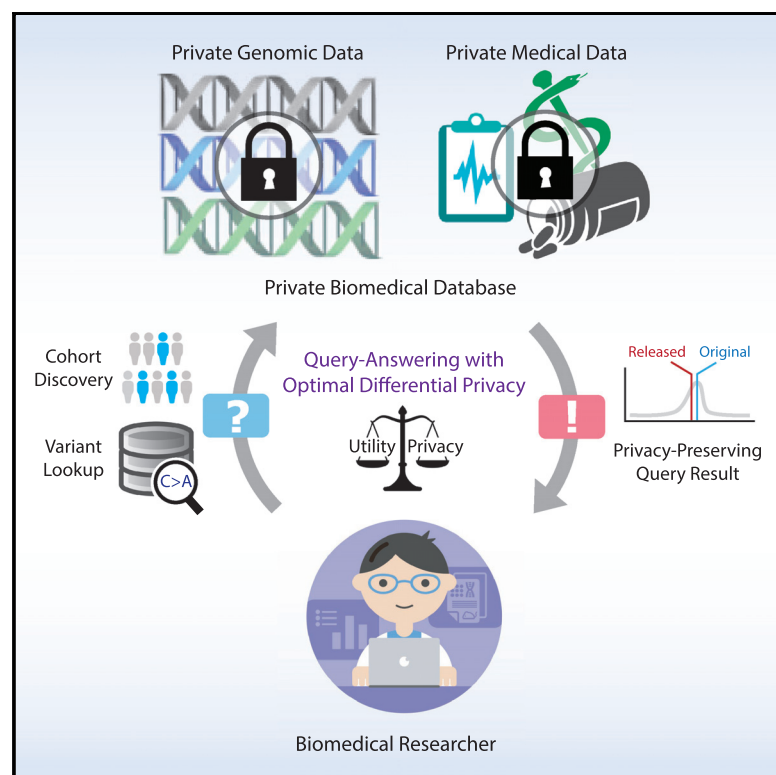 Private Genomic Data
Private Medical Data
Private Biomedical Database
Cohort
Discovery
Variant
Lookup
C>A
?
Query-Answering with
Optimal Differential Privacy
Utility
Privacy
!
Released
Original
Privacy-Preserving
Query Result
Biomedical Researcher